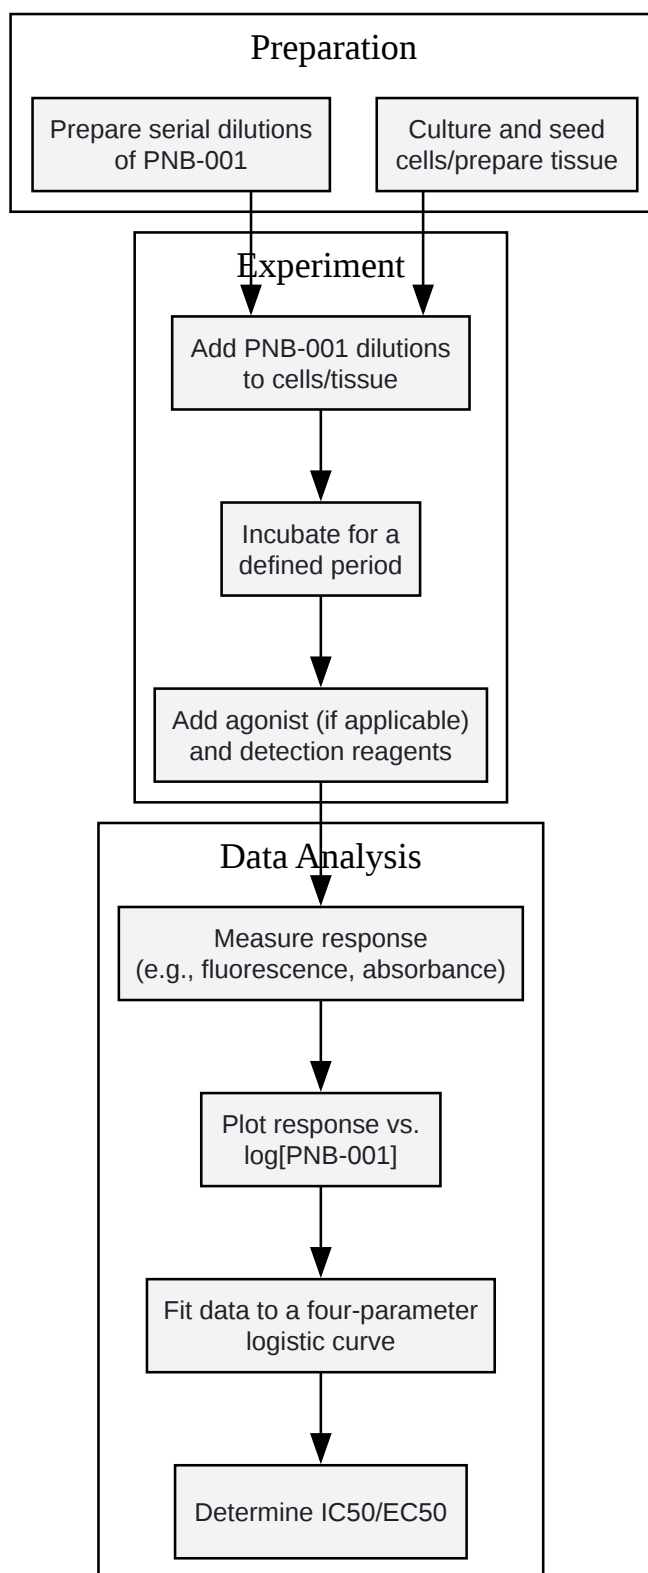 Preparation
Prepare serial dilutions
of PNB-001
Culture and seed
cells/prepare tissue
Experiment
Add PNB-001 dilutions
to cells/tissue
Incubate for a
defined period
Add agonist (if applicable)
and detection reagents
Data Analysis
Measure response
(e.g., fluorescence, absorbance)
Plot response vs.
log[PNB-001]
Fit data to a four-parameter
logistic curve
Determine IC50/EC50